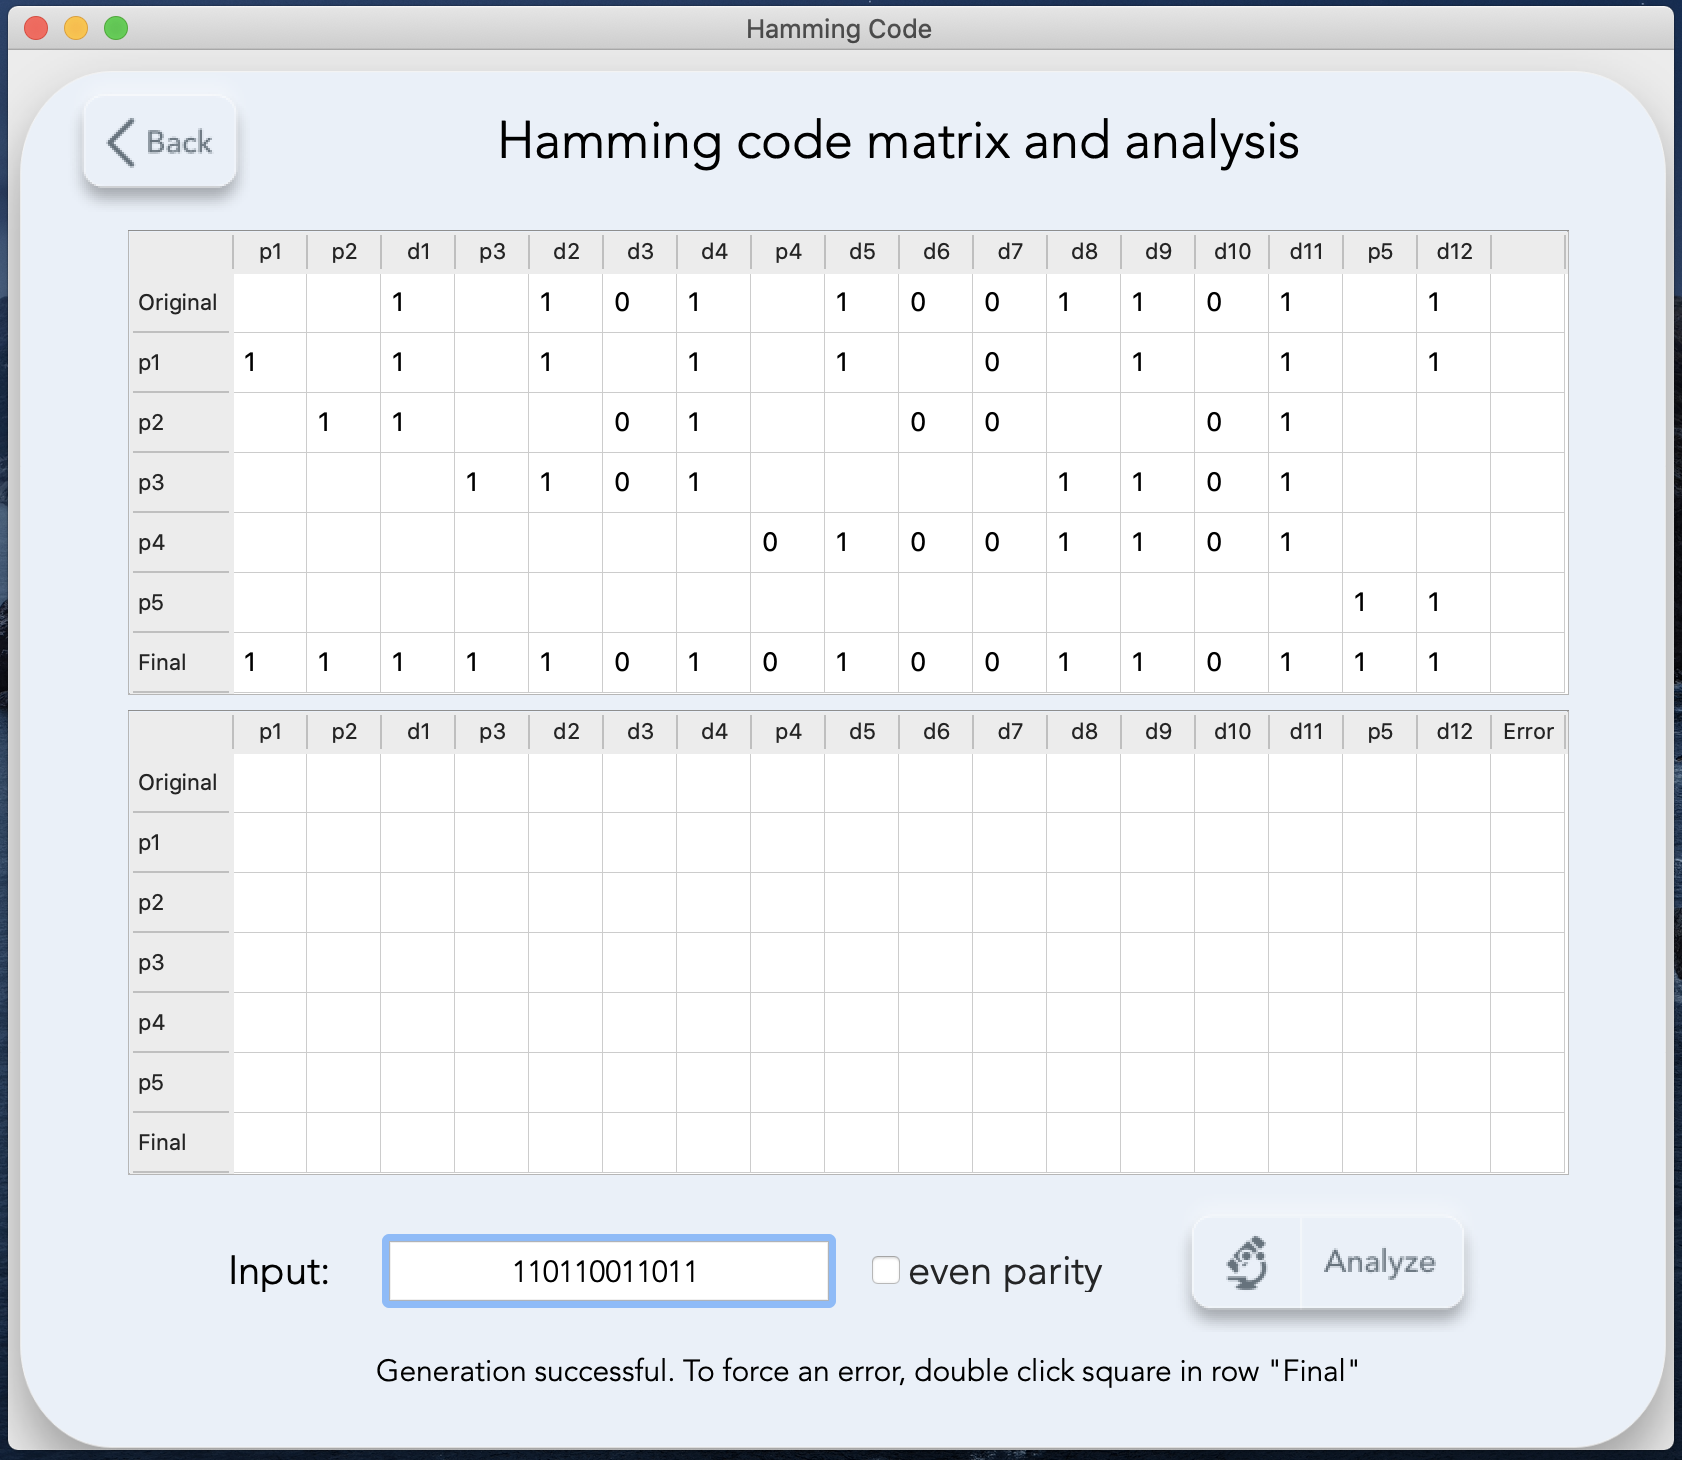 Hamming Code
Back
Hamming code matrix and analysis
p1 p2 d1 p3 d2 d3 d4 p4 d5 d6 d7 d8 d9 d10 d11 p5 d12
Original 1 1 0 1 1 0 0 1 1 0 1 1
p1 1 1 1 1 1 0 1 1 1
p2 1 1 0 1 0 0 0 1
p3 1 1 0 1 1 1 0 1
p4 0 1 0 0 1 1 0 1
p5 1 1
Final 1 1 1 1 1 0 1 0 1 0 0 1 1 0 1 1 1
p1 p2 d1 p3 d2 d3 d4 p4 d5 d6 d7 d8 d9 d10 d11 p5 d12 Error
Original
p1
p2
p3
p4
p5
Final
Input: 110110011011 even parity Analyze
Generation successful. To force an error, double click square in row "Final"